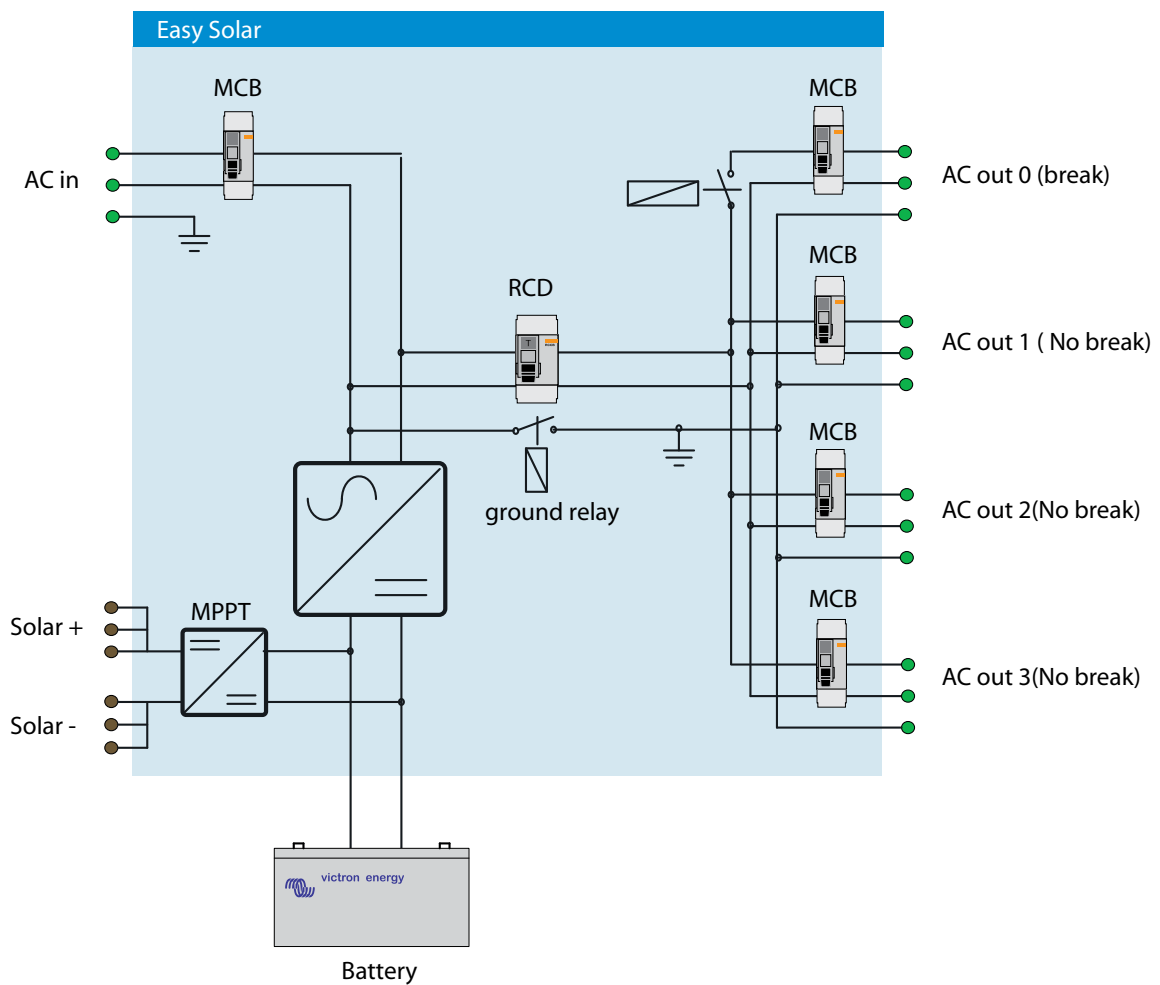 Easy Solar
MCB
MCB
AC in
AC out 0 (break)
MCB
RCD
AC out 1 ( No break)
MCB
ground relay
AC out 2(No break)
MCB
MPPT
Solar +
AC out 3(No break)
Solar -
victron energy
Battery